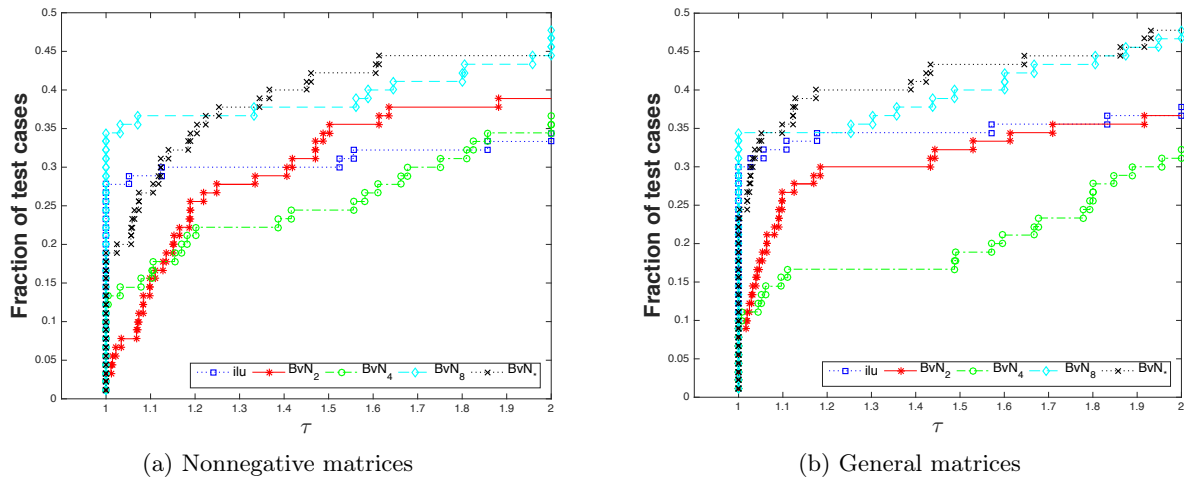 0.5
0.45
0.4
0.35
0.3
0.25
0.2
0.15
0.1
0.05
0
Fraction of test cases
1 1.1 1.2 1.3 1.4 1.5 1.6 1.7 1.8 1.9 2
τ
ilu BvN₂ BvN₄ BvN₈ BvN*
(a) Nonnegative matrices
0.5
0.45
0.4
0.35
0.3
0.25
0.2
0.15
0.1
0.05
0
Fraction of test cases
1 1.1 1.2 1.3 1.4 1.5 1.6 1.7 1.8 1.9 2
τ
ilu BvN₂ BvN₄ BvN₈ BvN*
(b) General matrices